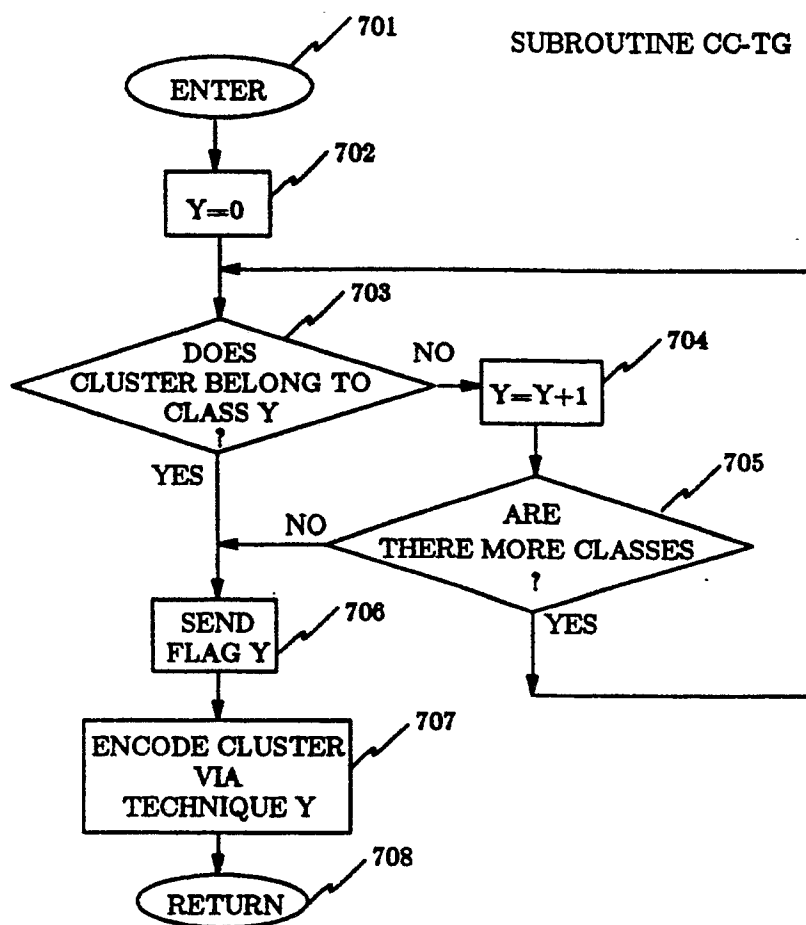 701
SUBROUTINE CC-TG
ENTER
702
Y=0
703
DOES
CLUSTER BELONG TO
CLASS Y
?
NO
704
Y=Y+1
YES
705
ARE
THERE MORE CLASSES
?
NO
YES
706
SEND
FLAG Y
707
ENCODE CLUSTER
VIA
TECHNIQUE Y
708
RETURN